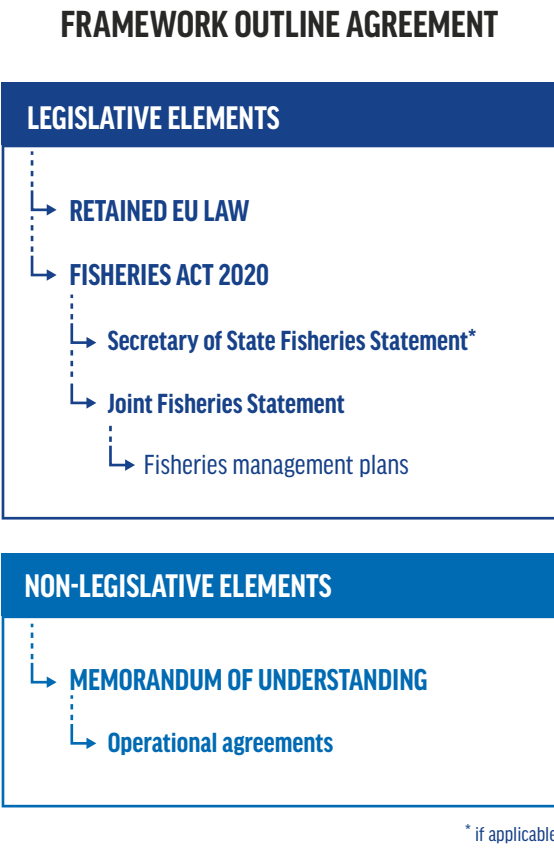 FRAMEWORK OUTLINE AGREEMENT
LEGISLATIVE ELEMENTS
RETAINED EU LAW
FISHERIES ACT 2020
Secretary of State Fisheries Statement*
Joint Fisheries Statement
Fisheries management plans
NON-LEGISLATIVE ELEMENTS
MEMORANDUM OF UNDERSTANDING
Operational agreements
* if applicable